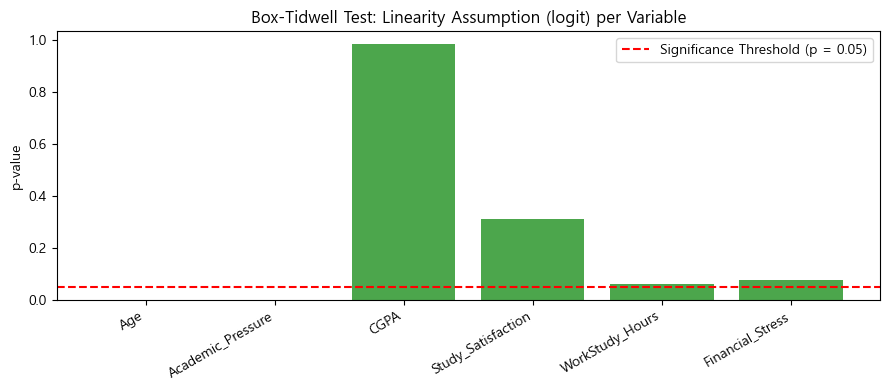 Box-Tidwell Test: Linearity Assumption (logit) per Variable
Significance Threshold (p = 0.05)
p-value
1.0
0.8
0.6
0.4
0.2
0.0
Age
Academic_Pressure
CGPA
Study_Satisfaction
WorkStudy_Hours
Financial_Stress